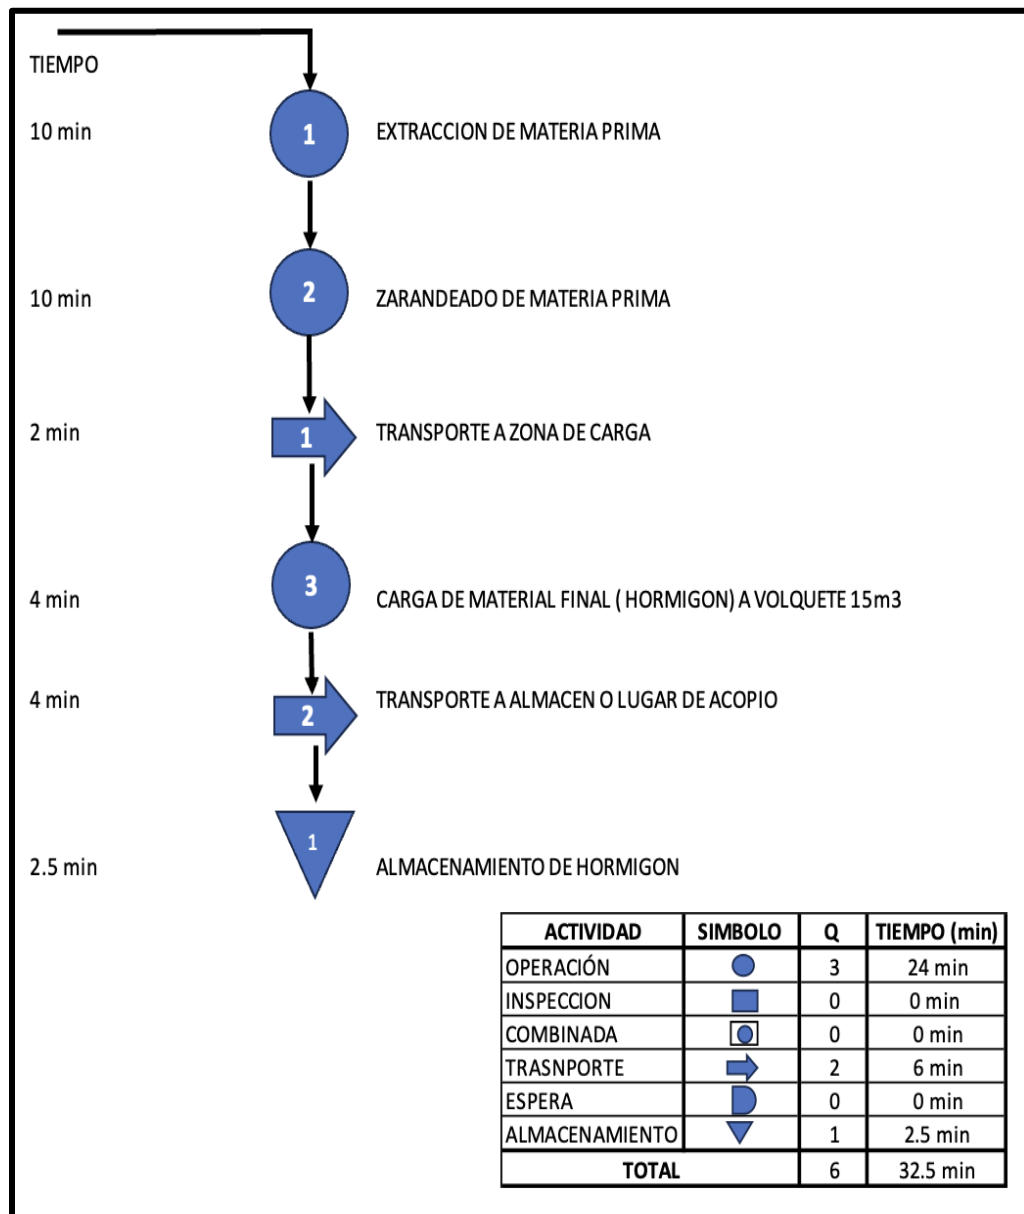 TIEMPO
10 min 1 EXTRACCION DE MATERIA PRIMA
10 min 2 ZARANDEADO DE MATERIA PRIMA
2 min 1 TRANSPORTE A ZONA DE CARGA
4 min 3 CARGA DE MATERIAL FINAL ( HORMIGON) A VOLQUETE 15m3
4 min 2 TRANSPORTE A ALMACEN O LUGAR DE ACOPIO
2.5 min 1 ALMACENAMIENTO DE HORMIGON
ACTIVIDAD SIMBOLO Q TIEMPO (min)
OPERACIÓN 3 24 min
INSPECCION 0 0 min
COMBINADA 0 0 min
TRASNPORTE 2 6 min
ESPERA 0 0 min
ALMACENAMIENTO 1 2.5 min
TOTAL 6 32.5 min